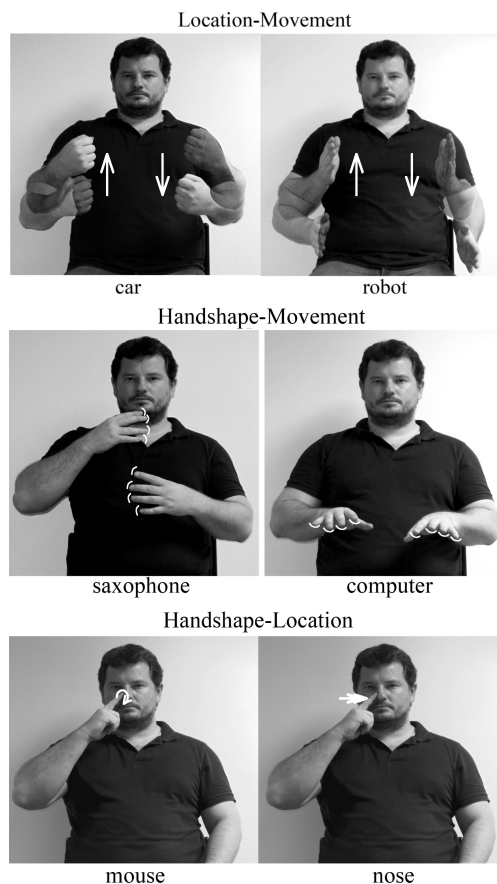 Location-Movement
car robot
Handshape-Movement
saxophone computer
Handshape-Location
mouse nose